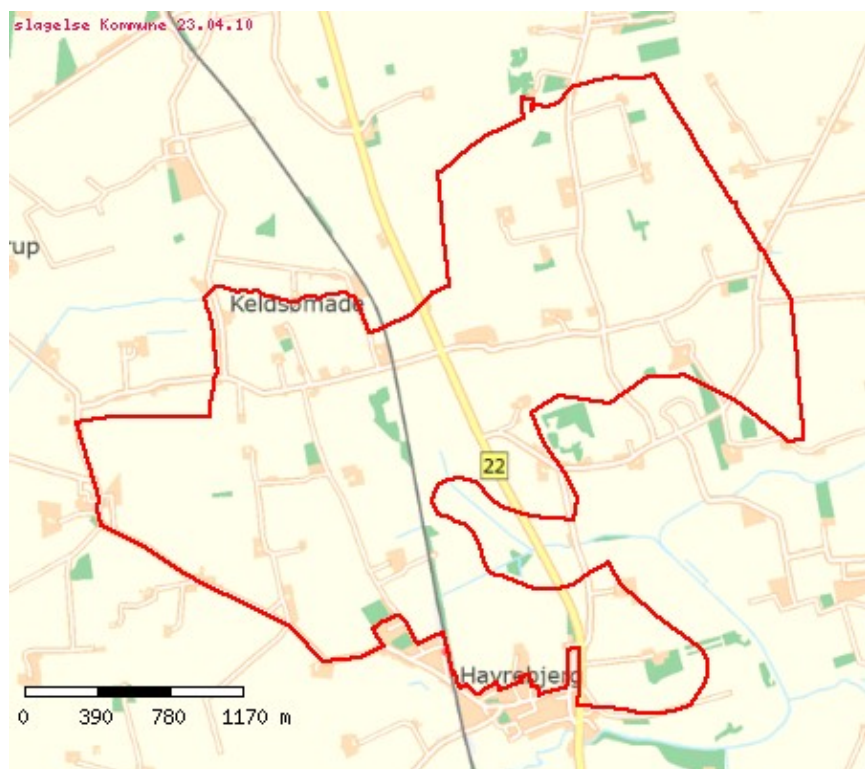 slagelse Kommune 23.04.10
rup
Keldsømade
22
Havrebjerg
0 390 780 1170 m